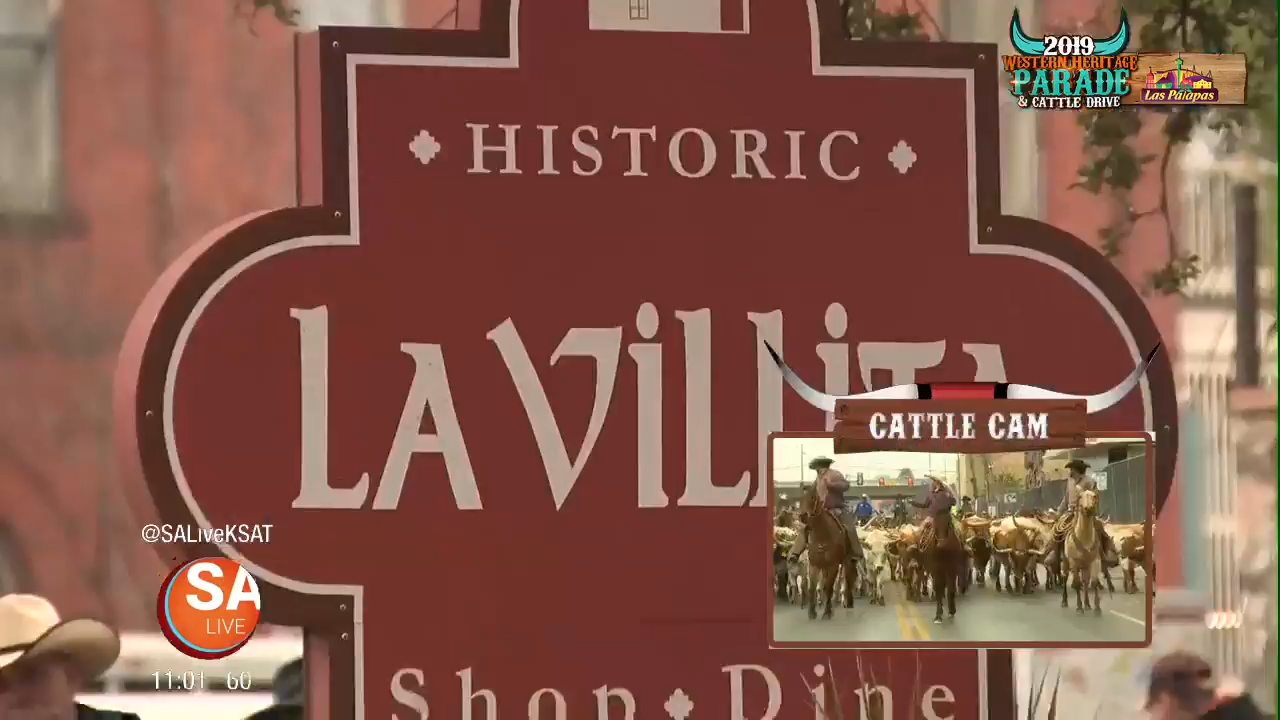 2019
WESTERN HERITAGE
PARADE
& CATTLE DRIVE
Las Palapas
HISTORIC
LA VILLITA
CATTLE CAM
@SALiveKSAT
SA
LIVE
11:01 60
Shop Dine